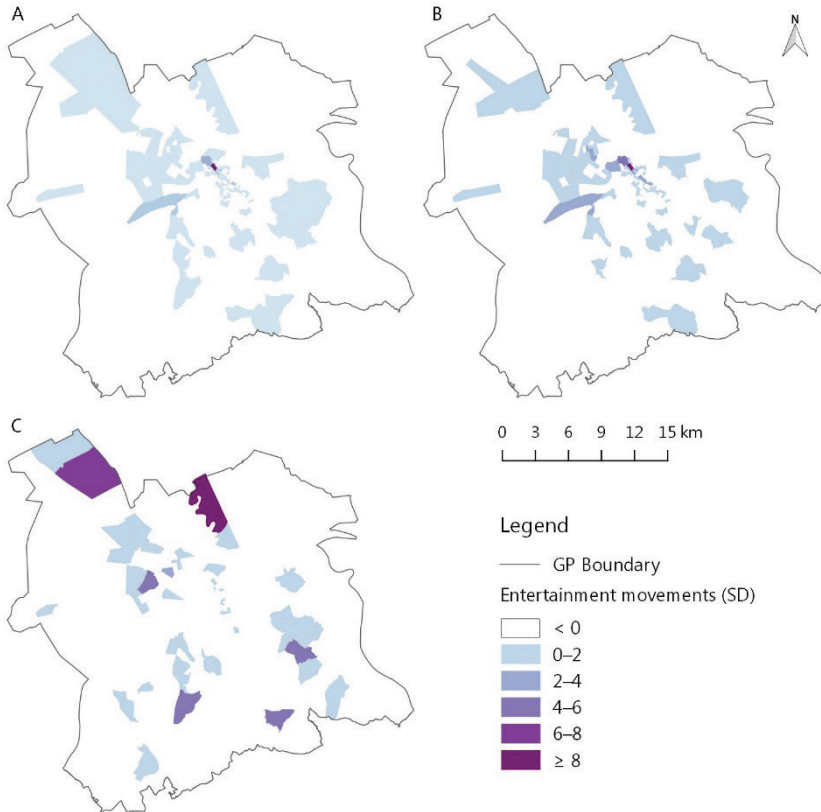 A
B
N
C
0 3 6 9 12 15 km
Legend
GP Boundary
Entertainment movements (SD)
< 0
0–2
2–4
4–6
6–8
≥ 8